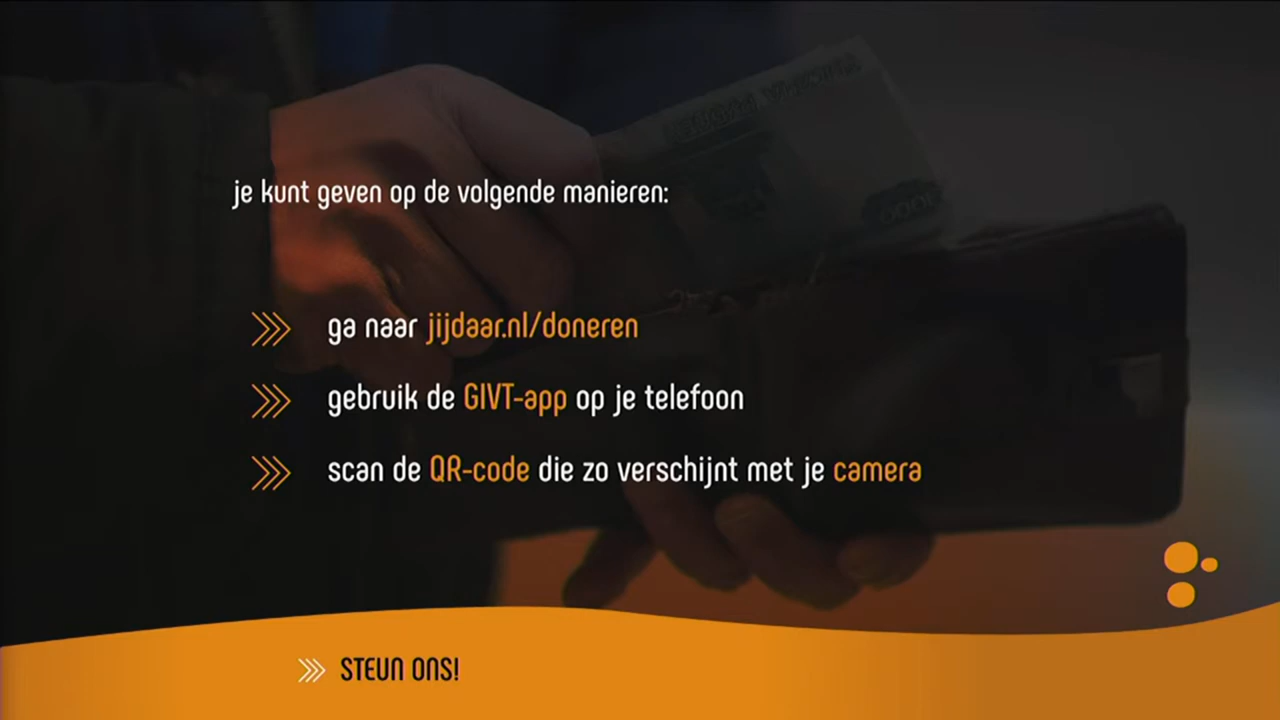 je kunt geven op de volgende manieren:
ga naar jijdaar.nl/doneren
gebruik de GIVT-app op je telefoon
scan de QR-code die zo verschijnt met je camera
STEUN ONS!